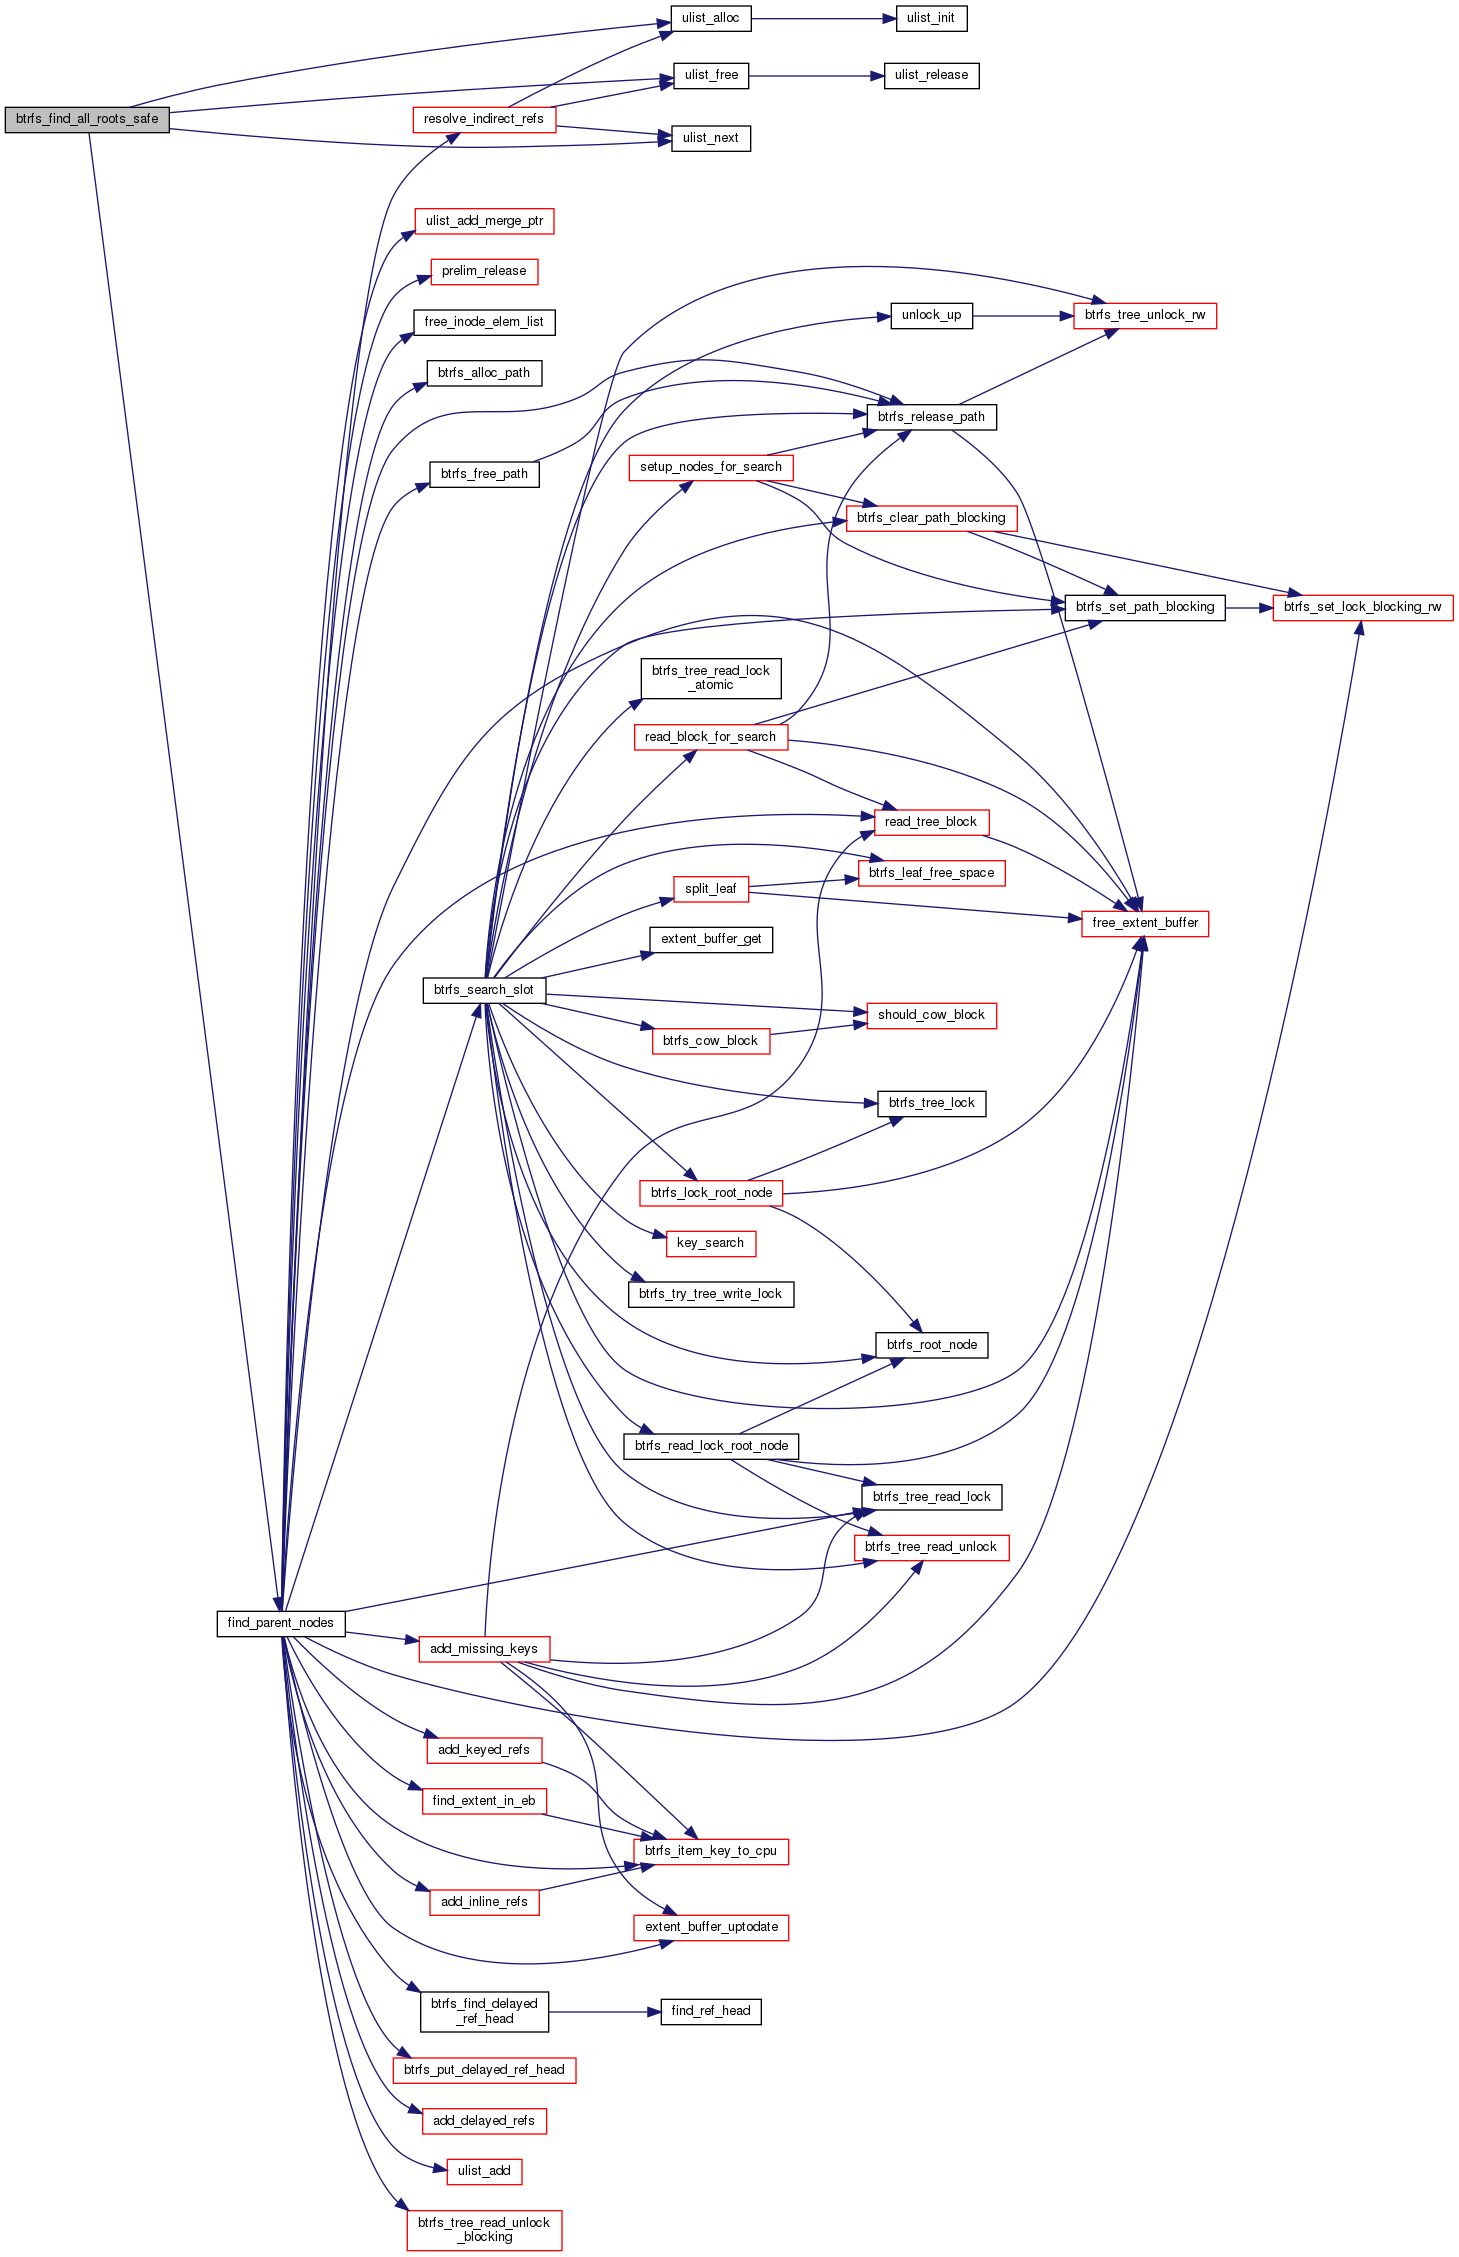 ulist_alloc
ulist_init
ulist_free
ulist_release
btrfs_find_all_roots_safe
resolve_indirect_refs
ulist_next
ulist_add_merge_ptr
prelim_release
free_inode_elem_list
unlock_up
btrfs_tree_unlock_rw
btrfs_alloc_path
btrfs_release_path
btrfs_free_path
setup_nodes_for_search
btrfs_clear_path_blocking
btrfs_set_path_blocking
btrfs_set_lock_blocking_rw
btrfs_tree_read_lock
_atomic
read_block_for_search
read_tree_block
btrfs_leaf_free_space
split_leaf
free_extent_buffer
extent_buffer_get
btrfs_search_slot
should_cow_block
btrfs_cow_block
btrfs_tree_lock
btrfs_lock_root_node
key_search
btrfs_try_tree_write_lock
btrfs_root_node
btrfs_read_lock_root_node
btrfs_tree_read_lock
btrfs_tree_read_unlock
find_parent_nodes
add_missing_keys
add_keyed_refs
find_extent_in_eb
btrfs_item_key_to_cpu
add_inline_refs
extent_buffer_uptodate
btrfs_find_delayed
_ref_head
find_ref_head
btrfs_put_delayed_ref_head
add_delayed_refs
ulist_add
btrfs_tree_read_unlock
_blocking